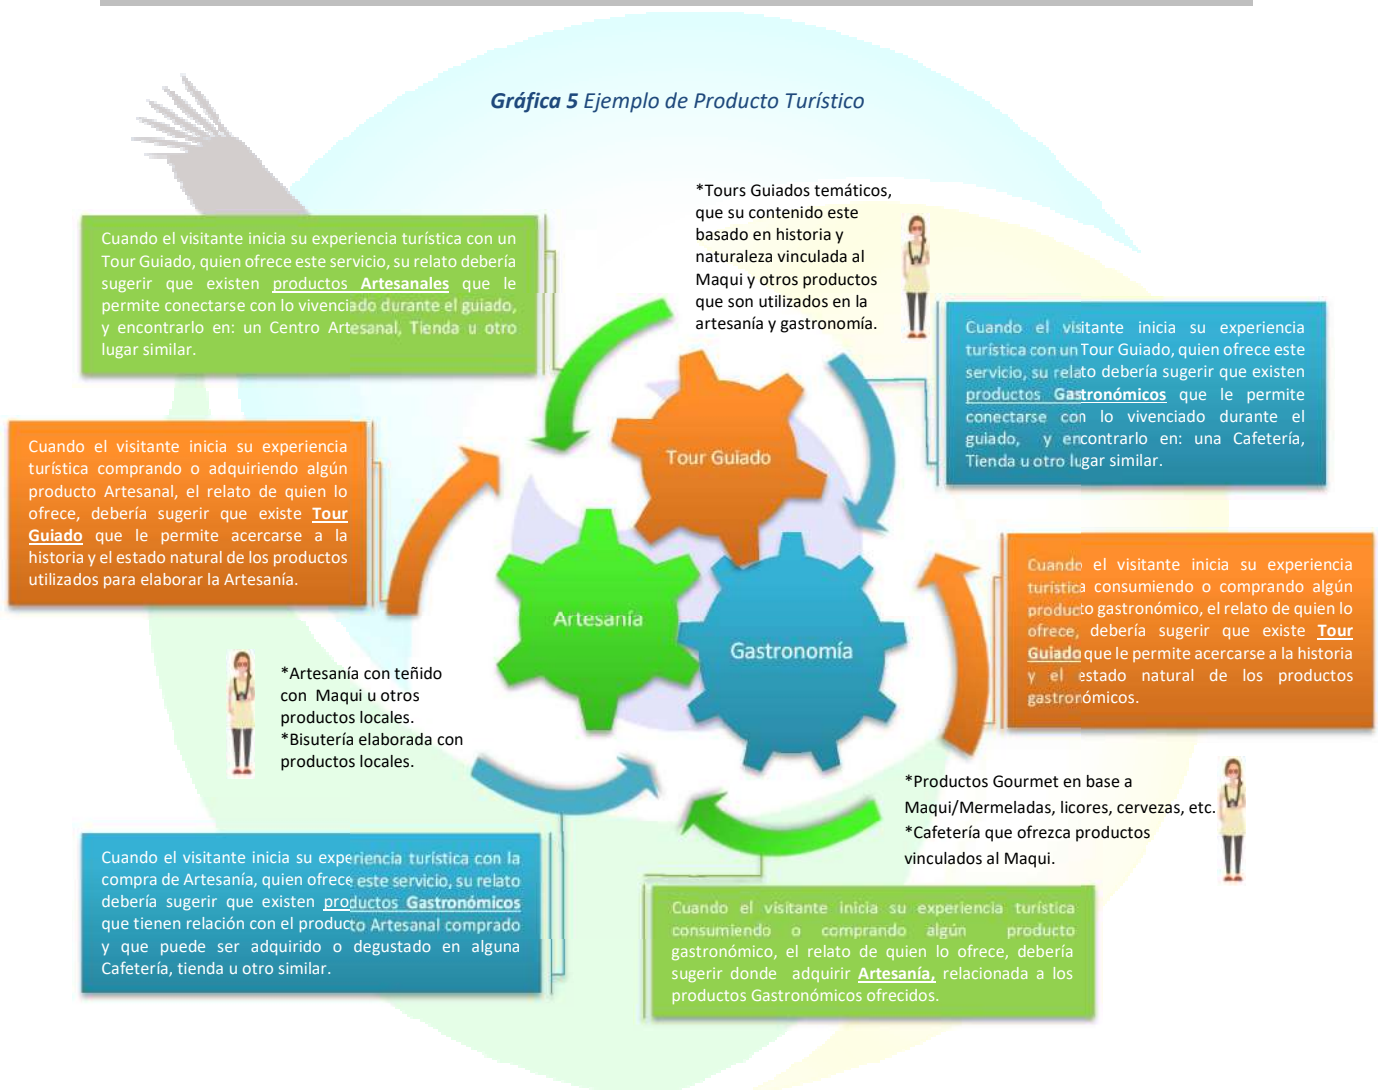 Gráfica 5 Ejemplo de Producto Turístico
*Tours Guiados temáticos,
que su contenido este
basado en historia y
naturaleza vinculada al
Maqui y otros productos
que son utilizados en la
artesanía y gastronomía.
Cuando el visitante inicia su experiencia turística con un
Tour Guiado, quien ofrece este servicio, su relato debería
sugerir que existen productos Artesanales que le
permite conectarse con lo vivenciado durante el guiado,
y encontrarlo en: un Centro Artesanal, Tienda u otro
lugar similar.
Cuando el visitante inicia su experiencia
turística con un Tour Guiado, quien ofrece este
servicio, su relato debería sugerir que existen
productos Gastronómicos que le permite
conectarse con lo vivenciado durante el
guiado, y encontrarlo en: una Cafetería,
Tienda u otro lugar similar.
Cuando el visitante inicia su experiencia
turística comprando o adquiriendo algún
producto Artesanal, el relato de quien lo
ofrece, debería sugerir que existe Tour
Guiado que le permite acercarse a la
historia y el estado natural de los productos
utilizados para elaborar la Artesanía.
Tour Guiado
Artesanía
Gastronomía
Cuando el visitante inicia su experiencia
turística consumiendo o comprando algún
producto gastronómico, el relato de quien lo
ofrece, debería sugerir que existe Tour
Guiado que le permite acercarse a la historia
y el estado natural de los productos
gastronómicos.
*Artesanía con teñido
con Maqui u otros
productos locales.
*Bisutería elaborada con
productos locales.
*Productos Gourmet en base a
Maqui/Mermeladas, licores, cervezas, etc.
*Cafetería que ofrezca productos
vinculados al Maqui.
Cuando el visitante inicia su experiencia turística con la
compra de Artesanía, quien ofrece este servicio, su relato
debería sugerir que existen productos Gastronómicos
que tienen relación con el producto Artesanal comprado
y que puede ser adquirido o degustado en alguna
Cafetería, tienda u otro similar.
Cuando el visitante inicia su experiencia turística
consumiendo o comprando algún producto
gastronómico, el relato de quien lo ofrece, debería
sugerir donde adquirir Artesanía, relacionada a los
productos Gastronómicos ofrecidos.